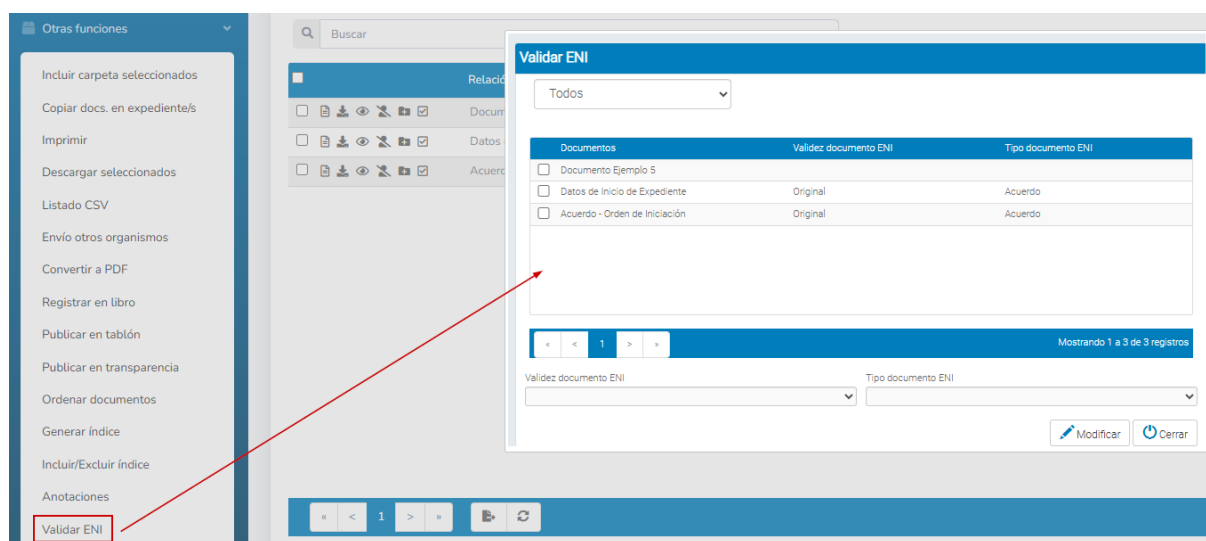 Otras funciones
Incluir carpeta seleccionados
Copiar docs. en expediente/s
Imprimir
Descargar seleccionados
Listado CSV
Envío otros organismos
Convertir a PDF
Registrar en libro
Publicar en tablón
Publicar en transparencia
Ordenar documentos
Generar índice
Incluir/Excluir índice
Anotaciones
Validar ENI
Buscar
Relació
Docum
Datos
Acuerd
« < 1 > »
Validar ENI
Todos
Documentos Validez documento ENI Tipo documento ENI
Documento Ejemplo 5
Datos de Inicio de Expediente Original Acuerdo
Acuerdo - Orden de Iniciación Original Acuerdo
« < 1 > » Mostrando 1 a 3 de 3 registros
Validez documento ENI Tipo documento ENI
Modificar Cerrar